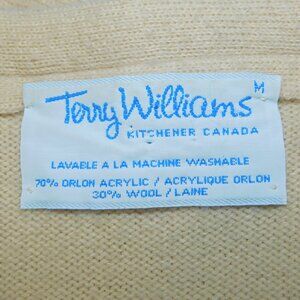 M
Terry Williams
KITCHENER CANADA
LAVABLE A LA MACHINE WASHABLE
70% ORLON ACRYLIC / ACRYLIQUE ORLON
30% WOOL / LAINE